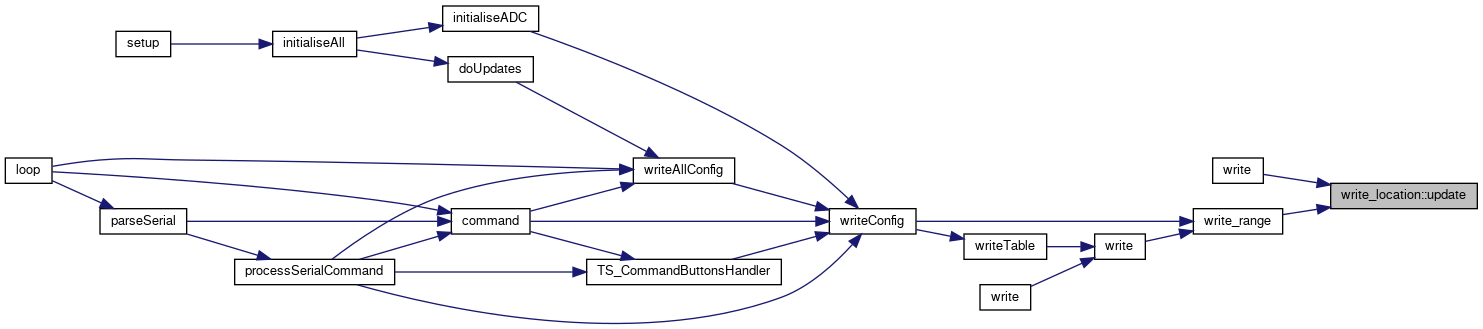 initialiseADC
setup
initialiseAll
doUpdates
loop
writeAllConfig
write
write_location::update
parseSerial
command
writeConfig
write_range
writeTable
write
processSerialCommand
TS_CommandButtonsHandler
write